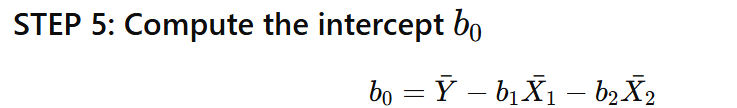 STEP 5: Compute the intercept b₀
b₀ = Ȳ − b₁X̄₁ − b₂X̄₂